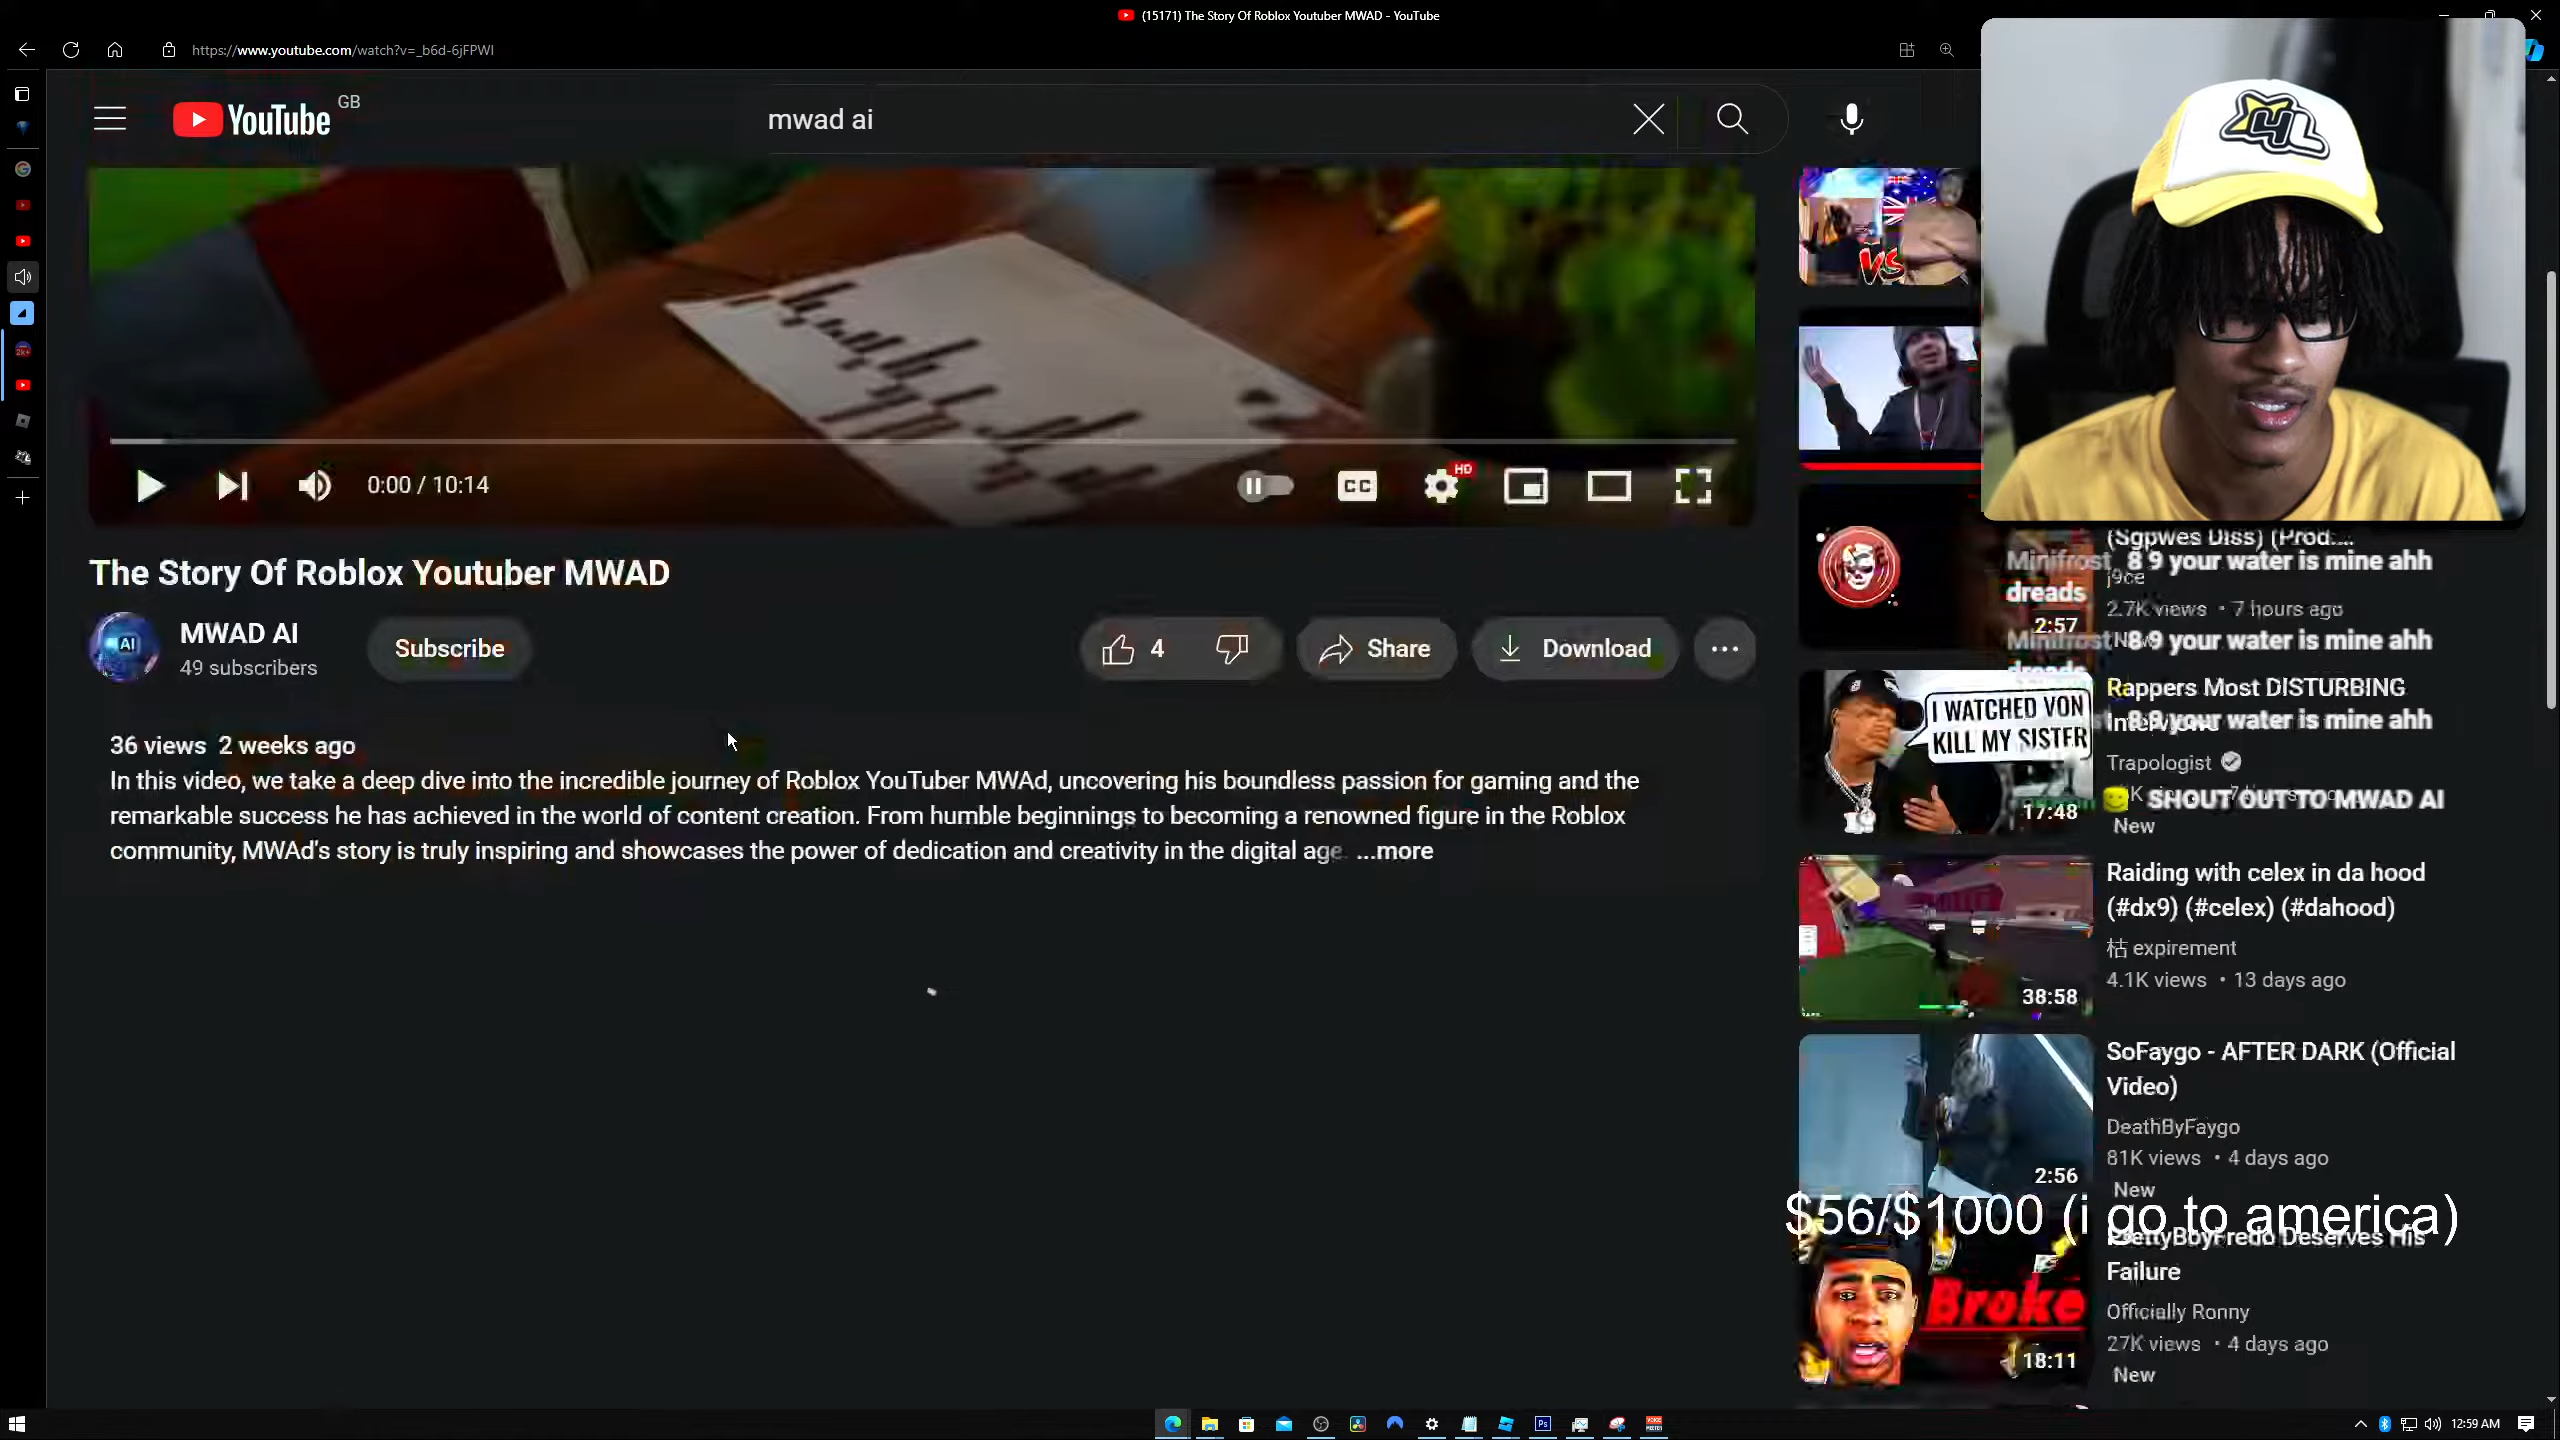 (15171) The Story Of Roblox Youtuber MWAD - YouTube
https://www.youtube.com/watch?v=_b6d-6jFPWI
YouTube GB
mwad ai
4L
VS
0:00 / 10:14
CC
HD
The Story Of Roblox Youtuber MWAD
AI
MWAD AI
49 subscribers
Subscribe
4
Share
Download
36 views 2 weeks ago
In this video, we take a deep dive into the incredible journey of Roblox YouTuber MWAd, uncovering his boundless passion for gaming and the
remarkable success he has achieved in the world of content creation. From humble beginnings to becoming a renowned figure in the Roblox
community, MWAd's story is truly inspiring and showcases the power of dedication and creativity in the digital age. ...more
(Sgpwes Diss) (Prod....
Minifrost 8 9 your water is mine ahh
dreads
j9ce
2.7K views • 7 hours ago
2:57
Minifrost 8 9 your water is mine ahh
dreads
I WATCHED VON
KILL MY SISTER
17:48
Rappers Most DISTURBING
8 9 your water is mine ahh
Trapologist
SHOUT OUT TO MWAD AI
New
Raiding with celex in da hood
(#dx9) (#celex) (#dahood)
枯 expirement
4.1K views • 13 days ago
38:58
SoFaygo - AFTER DARK (Official
Video)
DeathByFaygo
81K views • 4 days ago
2:56
New
$56/$1000 (i go to america)
PrettyBoyFredo Deserves His
Failure
Broke
Officially Ronny
27K views • 4 days ago
18:11
New
2k+
Ps
12:59 AM